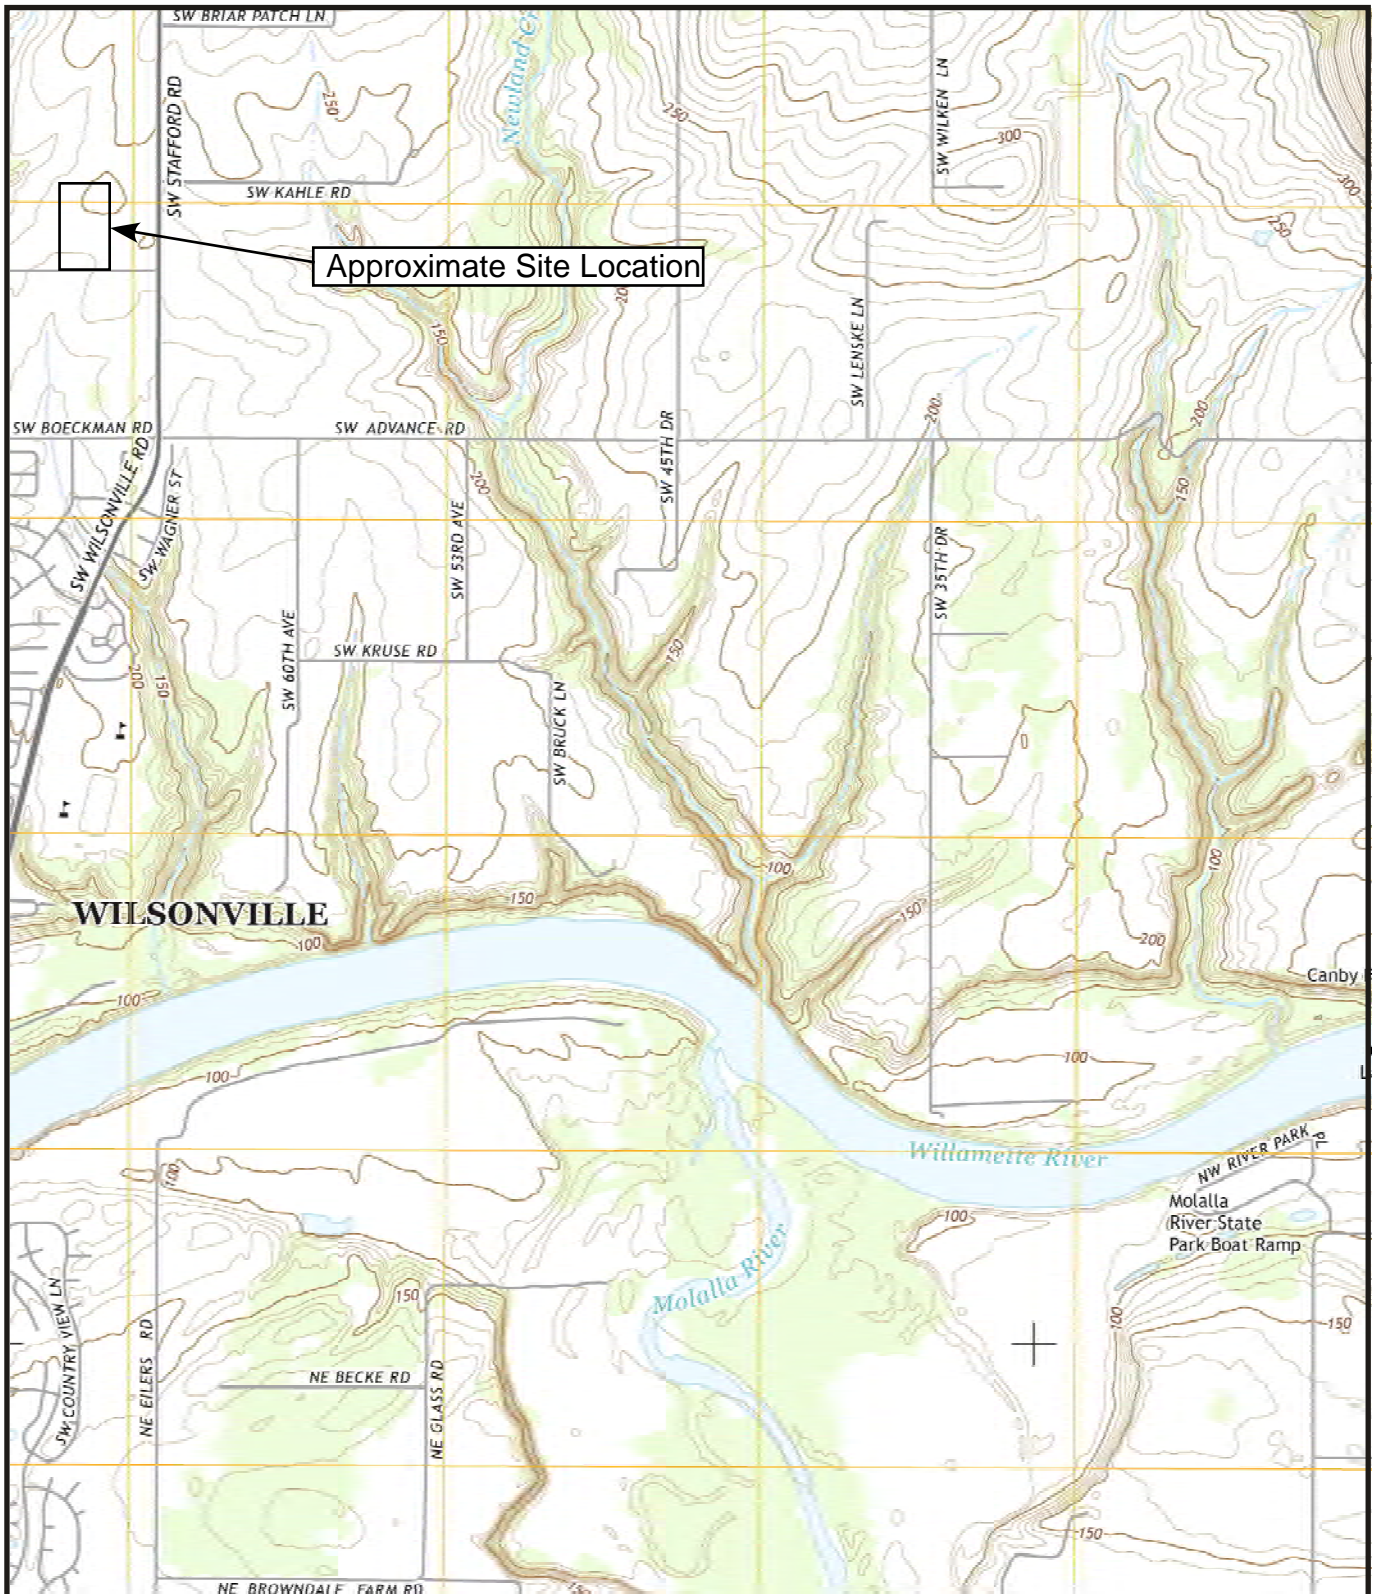 SW BRIAR PATCH LN
Newland Cr
SW STAFFORD RD
250
250
SW WILKEN LN
300
300
SW KAHLE RD
250
Approximate Site Location
150
SW LENSKE LN
200
200
SW BOECKMAN RD
SW ADVANCE RD
SW 45TH DR
SW WILSONVILLE RD
SW WAGNER ST
200
150
SW 53RD AVE
SW 35TH DR
SW 60TH AVE
SW KRUSE RD
150
200
150
SW BRUCK LN
100
100
150
150
WILSONVILLE
100
200
Canby
100
100
100
L
Willamette River
NW RIVER PARK PL
100
Molalla
River State
Park Boat Ramp
100
Molalla River
150
100
150
SW COUNTRY VIEW LN
NE EILERS RD
NE BECKE RD
NE GLASS RD
150
NE BROWNDALE FARM RD
150